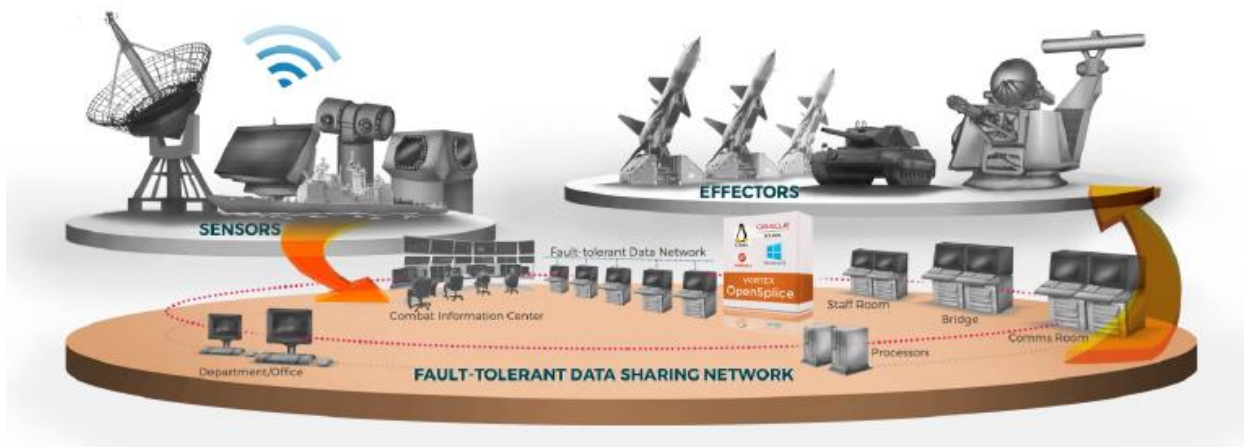 SENSORS
EFFECTORS
Fault-tolerant Data Network
ORACLE
VORTEX
OpenSplice
Combat Information Center
Staff Room
Bridge
Comms Room
Processors
Department/Office
FAULT-TOLERANT DATA SHARING NETWORK